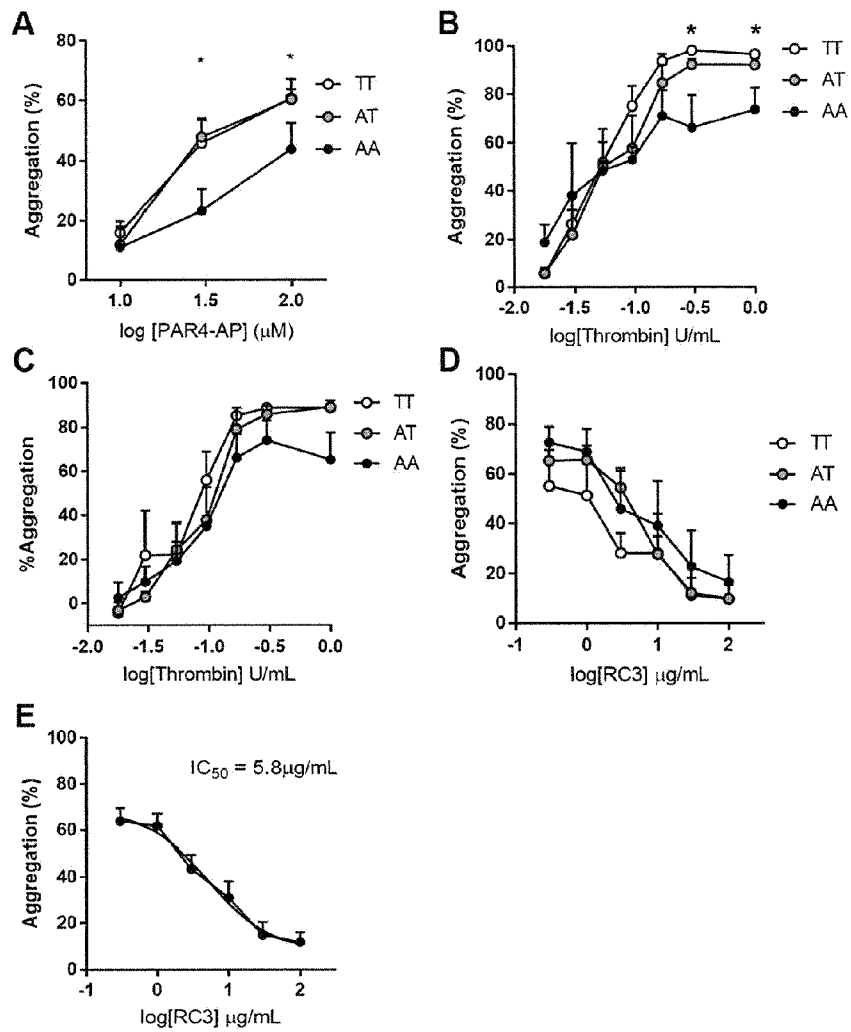 A
80
60
40
20
0
Aggregation (%)
1.0 1.5 2.0
log [PAR4-AP] (μM)
* *
TT
AT
AA
B
100
80
60
40
20
0
Aggregation (%)
-2.0 -1.5 -1.0 -0.5 0.0
log[Thrombin] U/mL
* *
TT
AT
AA
C
100
80
60
40
20
0
%Aggregation
-2.0 -1.5 -1.0 -0.5 0.0
log[Thrombin] U/mL
TT
AT
AA
D
100
80
60
40
20
0
Aggregation (%)
-1 0 1 2
log[RC3] μg/mL
TT
AT
AA
E
100
80
60
40
20
0
Aggregation (%)
IC50 = 5.8μg/mL
-1 0 1 2
log[RC3] μg/mL